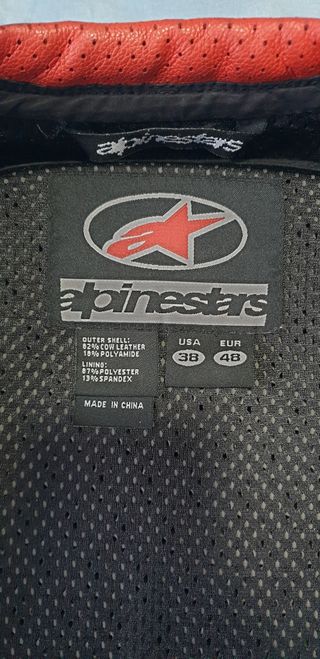 alpinestars
alpinestars
OUTER SHELL:
82% COW LEATHER
18% POLYAMIDE
LINING:
87% POLYESTER
13% SPANDEX
USA
38
EUR
48
MADE IN CHINA